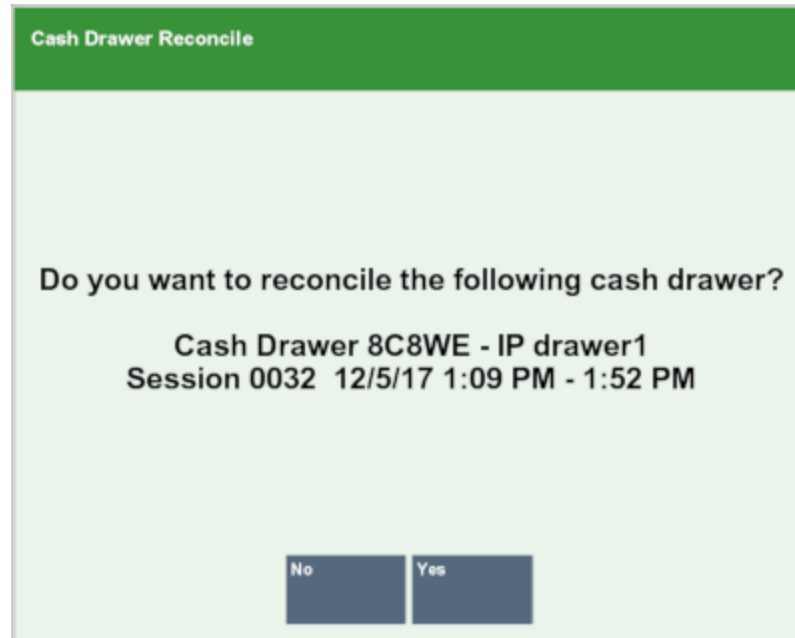 Cash Drawer Reconcile
Do you want to reconcile the following cash drawer?
Cash Drawer 8C8WE - IP drawer1
Session 0032  12/5/17 1:09 PM - 1:52 PM
No
Yes